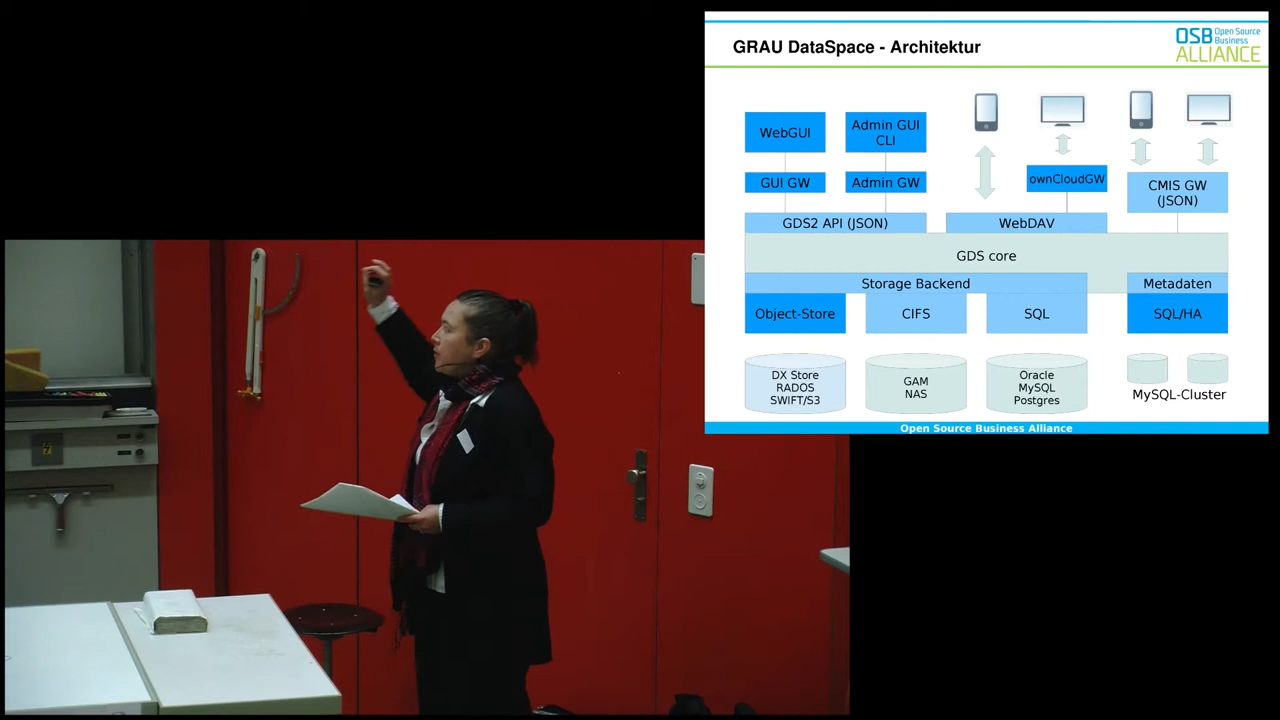 GRAU DataSpace - Architektur
OSB Open Source
Business
ALLIANCE
WebGUI
Admin GUI
CLI
GUI GW
Admin GW
ownCloudGW
CMIS GW
(JSON)
GDS2 API (JSON)
WebDAV
GDS core
Storage Backend
Metadaten
Object-Store
CIFS
SQL
SQL/HA
DX Store
RADOS
SWIFT/S3
GAM
NAS
Oracle
MySQL
Postgres
MySQL-Cluster
Open Source Business Alliance
7